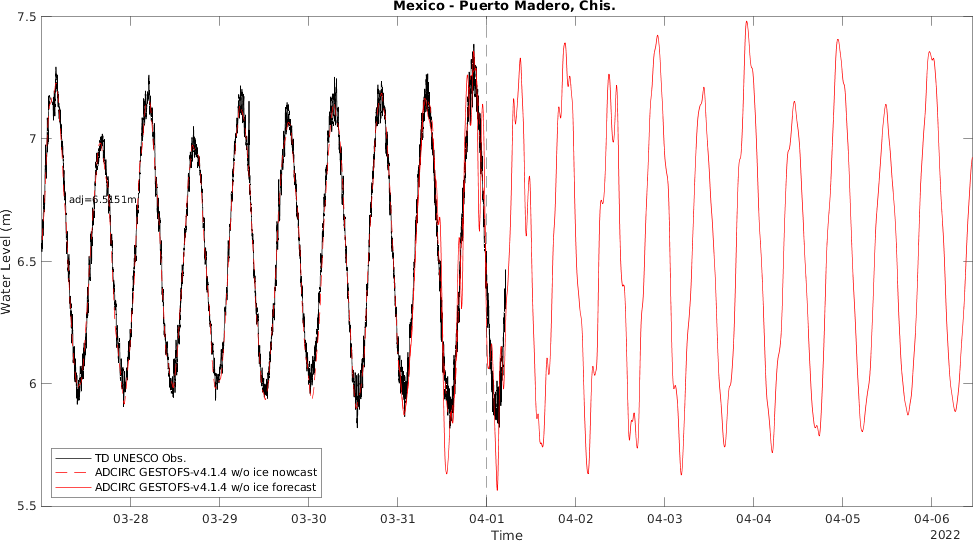 Mexico - Puerto Madero, Chis.
7.5
7
6.5
6
5.5
Water Level (m)
adj=6.5151m
TD UNESCO Obs.
ADCIRC GESTOFS-v4.1.4 w/o ice nowcast
ADCIRC GESTOFS-v4.1.4 w/o ice forecast
03-28 03-29 03-30 03-31 04-01 04-02 04-03 04-04 04-05 04-06
Time
2022